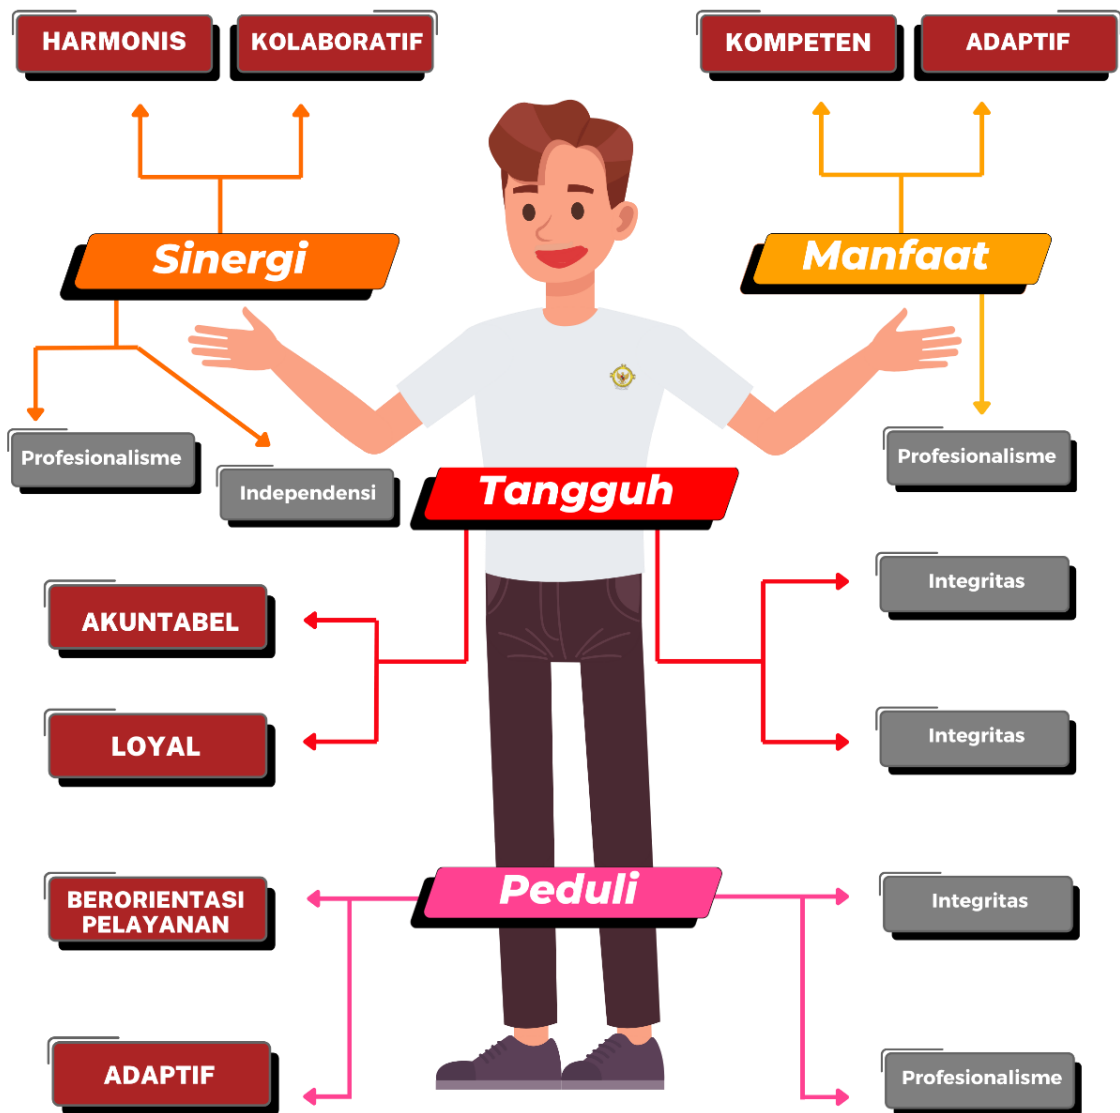 HARMONIS
KOLABORATIF
KOMPETEN
ADAPTIF
Sinergi
Manfaat
Profesionalisme
Independensi
Profesionalisme
Tangguh
AKUNTABEL
Integritas
LOYAL
Integritas
Peduli
BERORIENTASI
PELAYANAN
Integritas
ADAPTIF
Profesionalisme